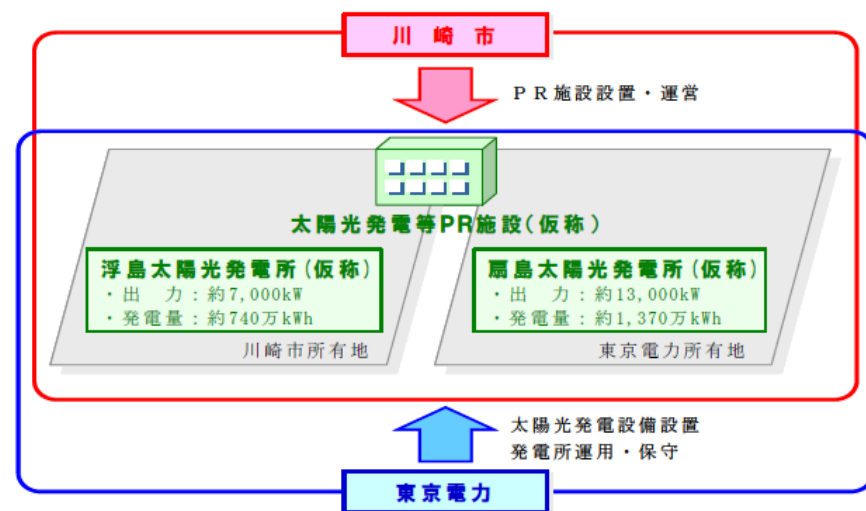 川崎市
PR施設設置・運営
太陽光発電等PR施設(仮称)
浮島太陽光発電所(仮称)
・出　力：約7,000kW
・発電量：約740万kWh
川崎市所有地
扇島太陽光発電所(仮称)
・出　力：約13,000kW
・発電量：約1,370万kWh
東京電力所有地
太陽光発電設備設置
発電所運用・保守
東京電力